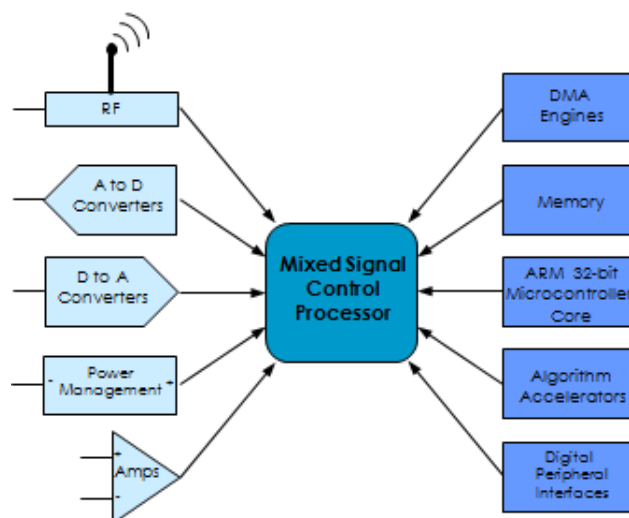 RF
A to D
Converters
D to A
Converters
- Power +
Management
+
Amps
-
Mixed Signal
Control
Processor
DMA
Engines
Memory
ARM 32-bit
Microcontroller
Core
Algorithm
Accelerators
Digital
Peripheral
Interfaces